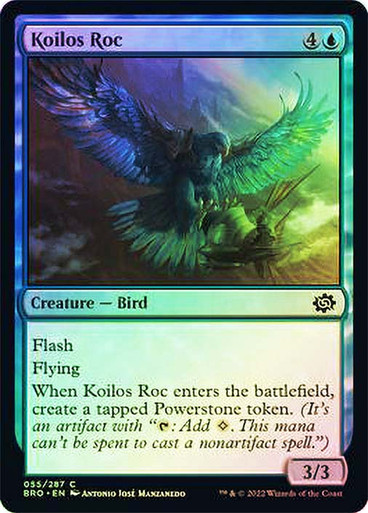 Koilos Roc 4
Creature — Bird
Flash
Flying
When Koilos Roc enters the battlefield,
create a tapped Powerstone token. (It's
an artifact with “: Add . This mana
can't be spent to cast a nonartifact spell.”)
3/3
055/287 C
BRO • EN Antonio José Manzanedo
™ & © 2022 Wizards of the Coast